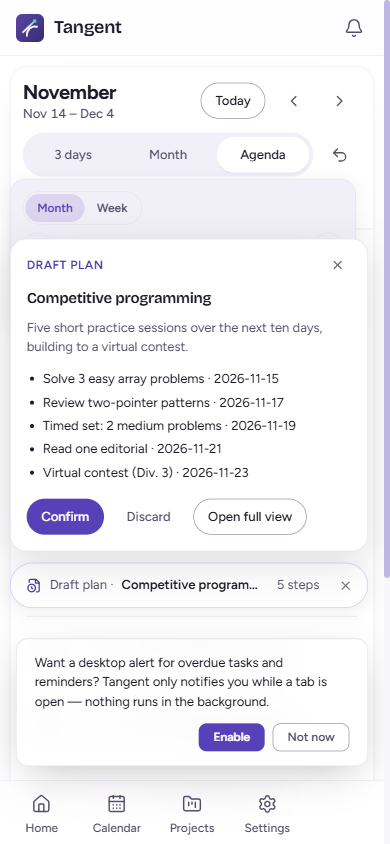 Tangent
November
Nov 14 – Dec 4
Today
3 days
Month
Agenda
Month
Week
DRAFT PLAN
Competitive programming
Five short practice sessions over the next ten days,
building to a virtual contest.
• Solve 3 easy array problems · 2026-11-15
• Review two-pointer patterns · 2026-11-17
• Timed set: 2 medium problems · 2026-11-19
• Read one editorial · 2026-11-21
• Virtual contest (Div. 3) · 2026-11-23
Confirm
Discard
Open full view
Draft plan · Competitive program... 5 steps
Want a desktop alert for overdue tasks and
reminders? Tangent only notifies you while a tab is
open — nothing runs in the background.
Enable
Not now
Home
Calendar
Projects
Settings